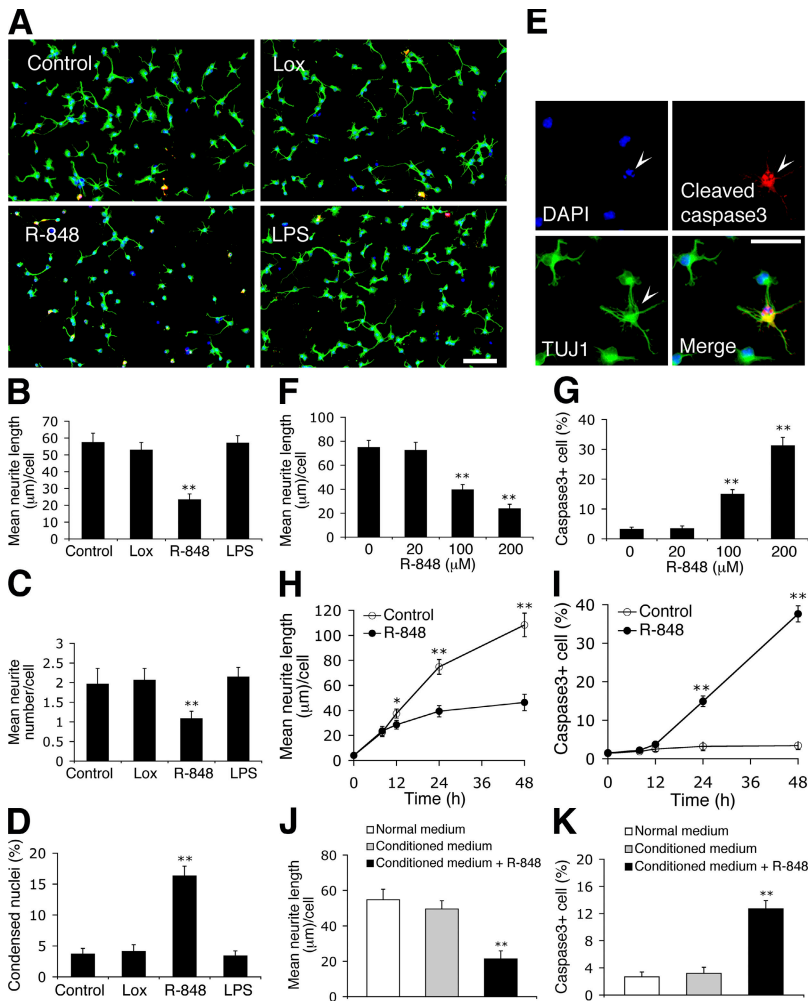 A
Control
Lox
R-848
LPS
E
DAPI
Cleaved
caspase3
TUJ1
Merge
B
Mean neurite length
(μm)/cell
70
60
50
40
30
20
10
0
**
Control Lox R-848 LPS
F
Mean neurite length
(μm)/cell
100
80
60
40
20
0
**
**
0 20 100 200
R-848 (μM)
G
Caspase3+ cell (%)
40
30
20
10
0
**
**
0 20 100 200
R-848 (μM)
C
Mean neurite
number/cell
3
2.5
2
1.5
1
0.5
0
**
Control Lox R-848 LPS
H
Mean neurite length
(μm)/cell
120
100
80
60
40
20
0
Control
R-848
*
**
**
0 12 24 36 48
Time (h)
I
Caspase3+ cell (%)
40
30
20
10
0
Control
R-848
**
**
0 12 24 36 48
Time (h)
D
Condensed nuclei (%)
20
15
10
5
0
**
Control Lox R-848 LPS
J
Normal medium
Conditioned medium
Conditioned medium + R-848
Mean neurite length
(μm)/cell
60
40
20
0
**
K
Normal medium
Conditioned medium
Conditioned medium + R-848
Caspase3+ cell (%)
16
12
8
4
0
**